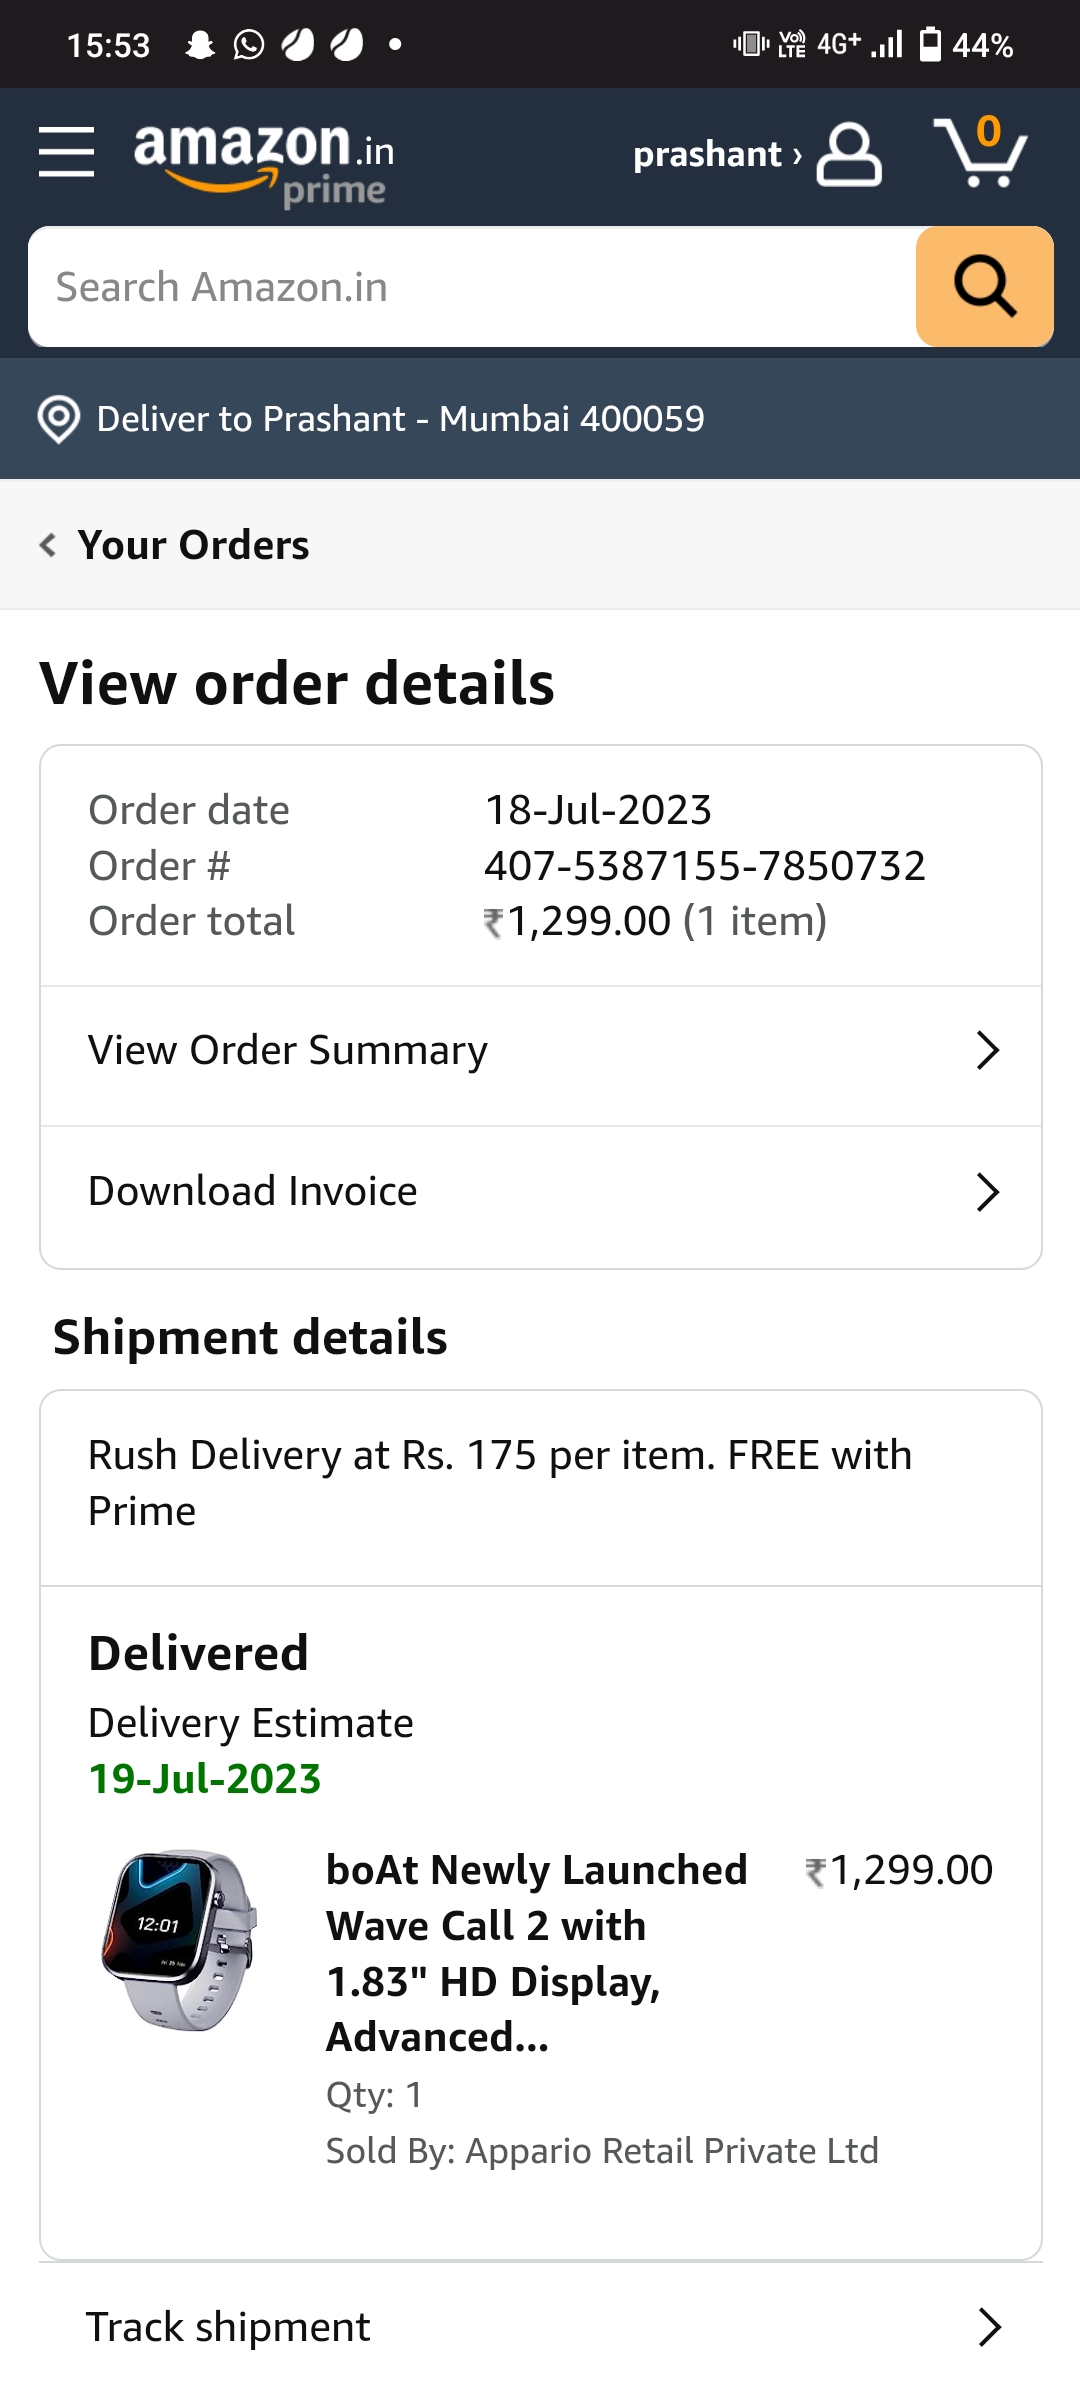 15:53 VoLTE 4G+ 44%
amazon.in
prime
prashant ›
0
Search Amazon.in
Deliver to Prashant - Mumbai 400059
Your Orders
View order details
Order date 18-Jul-2023
Order # 407-5387155-7850732
Order total ₹1,299.00 (1 item)
View Order Summary
Download Invoice
Shipment details
Rush Delivery at Rs. 175 per item. FREE with
Prime
Delivered
Delivery Estimate
19-Jul-2023
12:01
boAt Newly Launched ₹1,299.00
Wave Call 2 with
1.83" HD Display,
Advanced...
Qty: 1
Sold By: Appario Retail Private Ltd
Track shipment